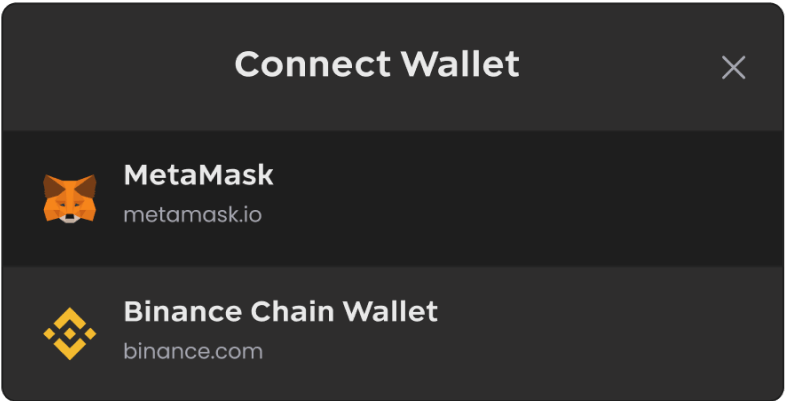 Connect Wallet
MetaMask
metamask.io
Binance Chain Wallet
binance.com